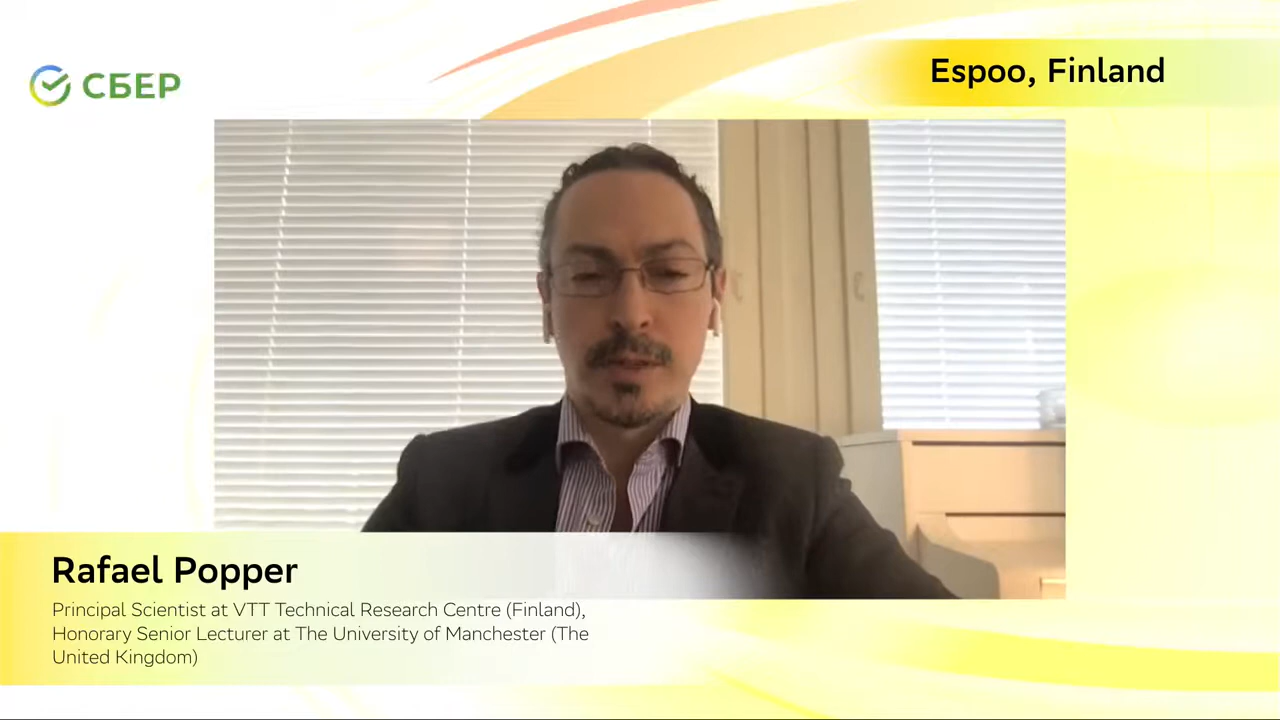 СБЕР
Espoo, Finland
Rafael Popper
Principal Scientist at VTT Technical Research Centre (Finland),
Honorary Senior Lecturer at The University of Manchester (The
United Kingdom)